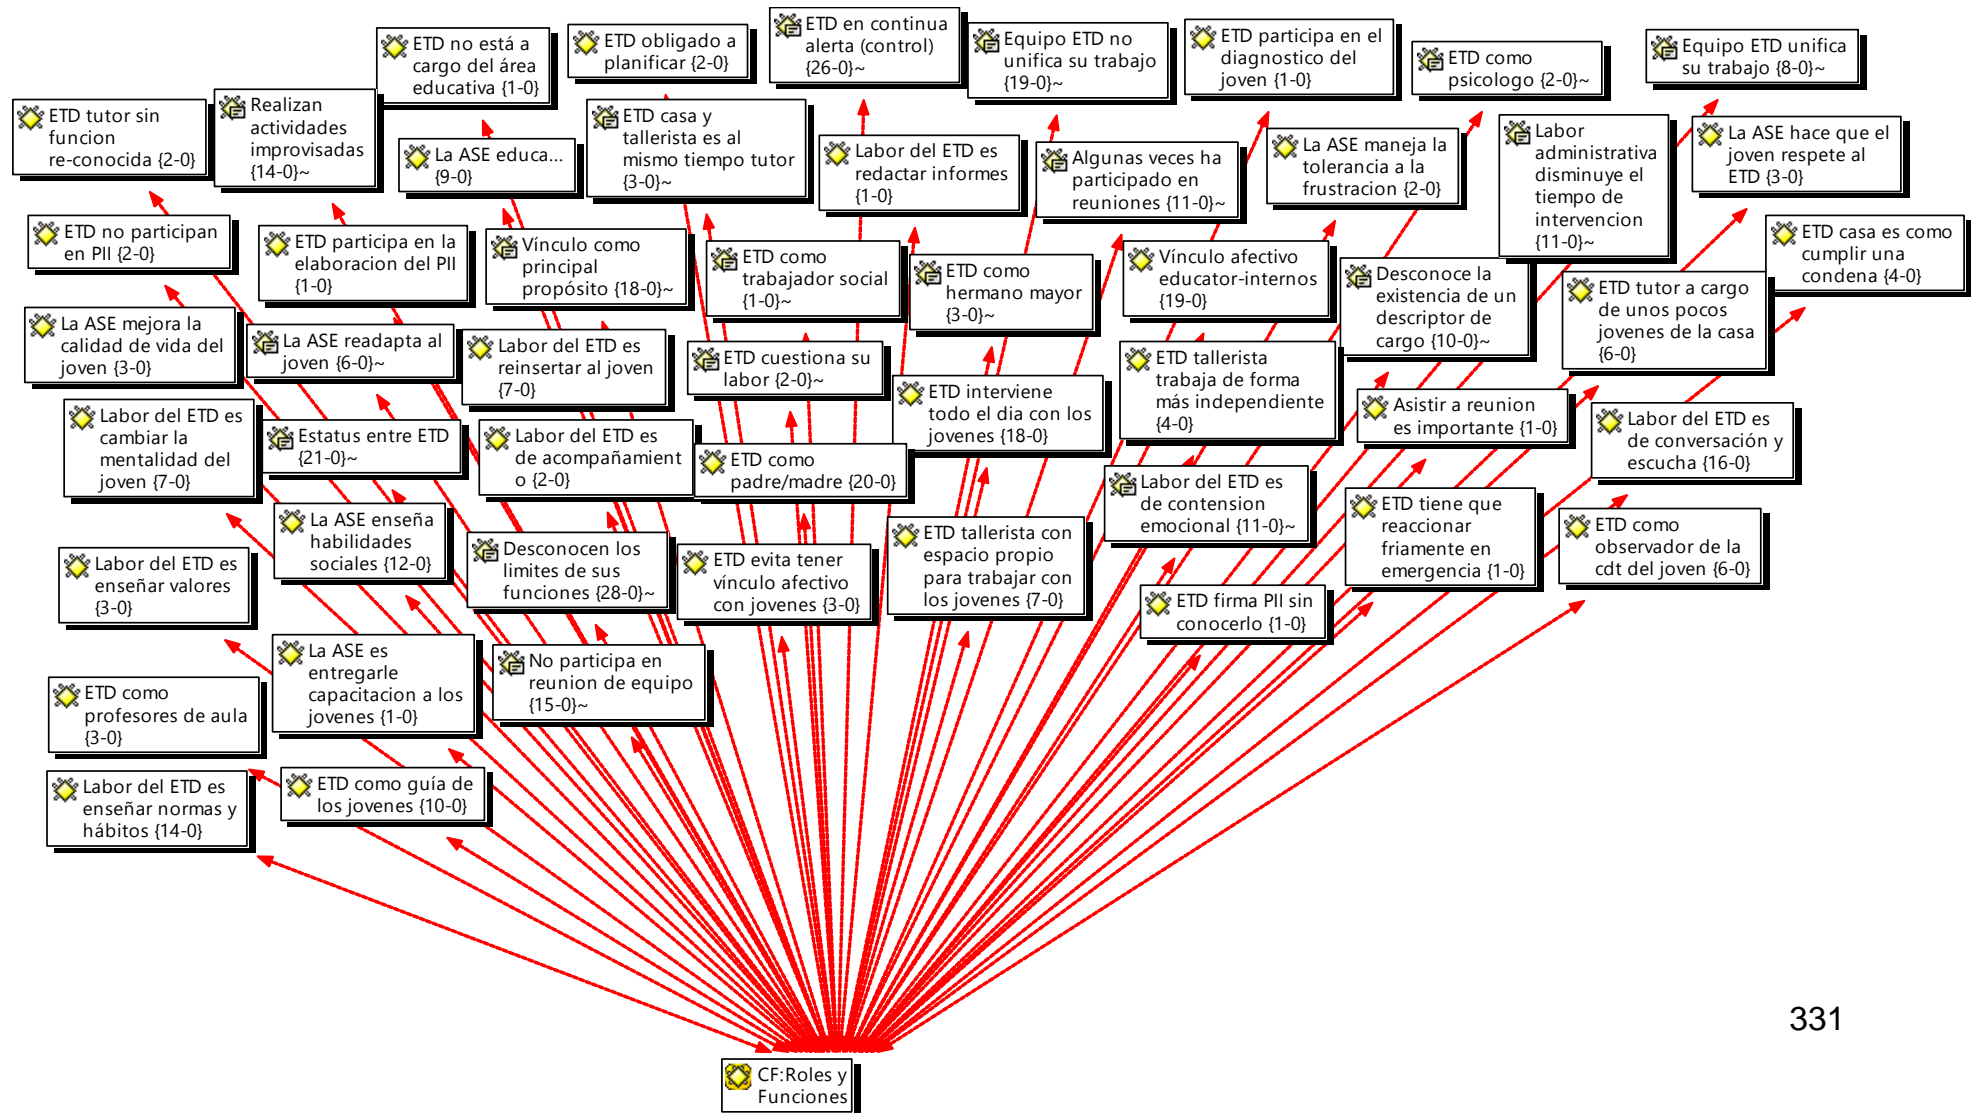 ETD no está a
cargo del área
educativa {1-0}
ETD obligado a
planificar {2-0}
ETD en continua
alerta (control)
{26-0}~
Equipo ETD no
unifica su trabajo
{19-0}~
ETD participa en el
diagnostico del
joven {1-0}
ETD como
psicologo {2-0}~
Equipo ETD unifica
su trabajo {8-0}~
ETD tutor sin
funcion
re-conocida {2-0}
Realizan
actividades
improvisadas
{14-0}~
La ASE educa...
{9-0}
ETD casa y
tallerista es al
mismo tiempo tutor
{3-0}~
Labor del ETD es
redactar informes
{1-0}
Algunas veces ha
participado en
reuniones {11-0}~
La ASE maneja la
tolerancia a la
frustracion {2-0}
Labor
administrativa
disminuye el
tiempo de
intervencion
{11-0}~
La ASE hace que el
joven respete al
ETD {3-0}
ETD no participan
en PII {2-0}
ETD participa en la
elaboracion del PII
{1-0}
Vínculo como
principal
propósito {18-0}~
ETD como
trabajador social
{1-0}~
ETD como
hermano mayor
{3-0}~
Vínculo afectivo
educator-internos
{19-0}
Desconoce la
existencia de un
descriptor de
cargo {10-0}~
ETD tutor a cargo
de unos pocos
jovenes de la casa
{6-0}
ETD casa es como
cumplir una
condena {4-0}
La ASE mejora la
calidad de vida del
joven {3-0}
La ASE readapta al
joven {6-0}~
Labor del ETD es
reinsertar al joven
{7-0}
ETD cuestiona su
labor {2-0}~
ETD interviene
todo el dia con los
jovenes {18-0}
ETD tallerista
trabaja de forma
más independiente
{4-0}
Asistir a reunion
es importante {1-0}
Labor del ETD es
de conversación y
escucha {16-0}
Labor del ETD es
cambiar la
mentalidad del
joven {7-0}
Estatus entre ETD
{21-0}~
Labor del ETD es
de acompañamient
o {2-0}
ETD como
padre/madre {20-0}
Labor del ETD es
de contension
emocional {11-0}~
ETD tiene que
reaccionar
friamente en
emergencia {1-0}
ETD como
observador de la
cdt del joven {6-0}
Labor del ETD es
enseñar valores
{3-0}
La ASE enseña
habilidades
sociales {12-0}
Desconocen los
limites de sus
funciones {28-0}~
ETD evita tener
vínculo afectivo
con jovenes {3-0}
ETD tallerista con
espacio propio
para trabajar con
los jovenes {7-0}
ETD firma PII sin
conocerlo {1-0}
ETD como
profesores de aula
{3-0}
La ASE es
entregarle
capacitacion a los
jovenes {1-0}
No participa en
reunion de equipo
{15-0}~
Labor del ETD es
enseñar normas y
hábitos {14-0}
ETD como guía de
los jovenes {10-0}
331
CF:Roles y
Funciones